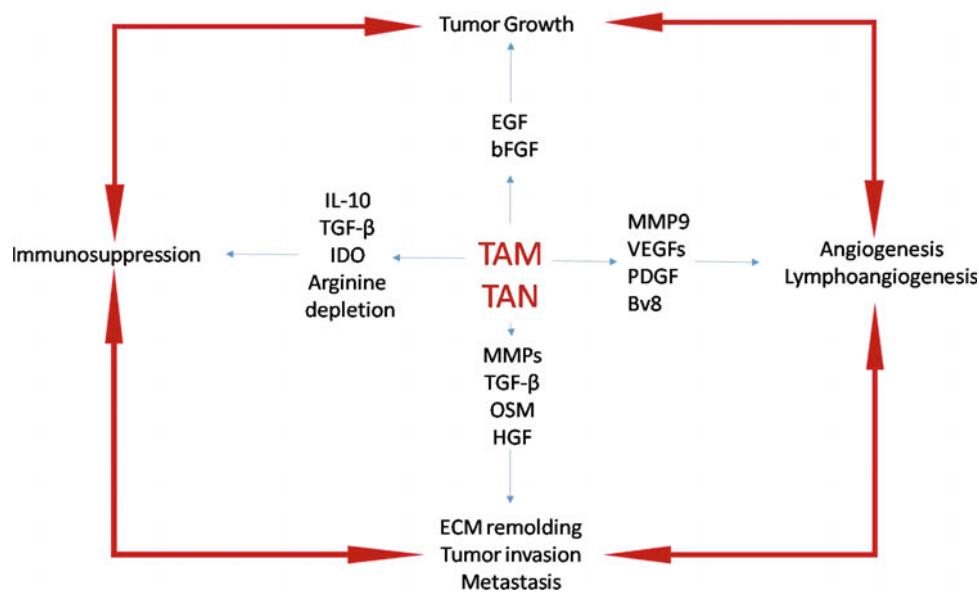 Tumor Growth
EGF
bFGF
IL-10
TGF-β
IDO
Arginine
depletion
Immunosuppression
TAM
TAN
MMP9
VEGFs
PDGF
Bv8
Angiogenesis
Lymphoangiogenesis
MMPs
TGF-β
OSM
HGF
ECM remolding
Tumor invasion
Metastasis